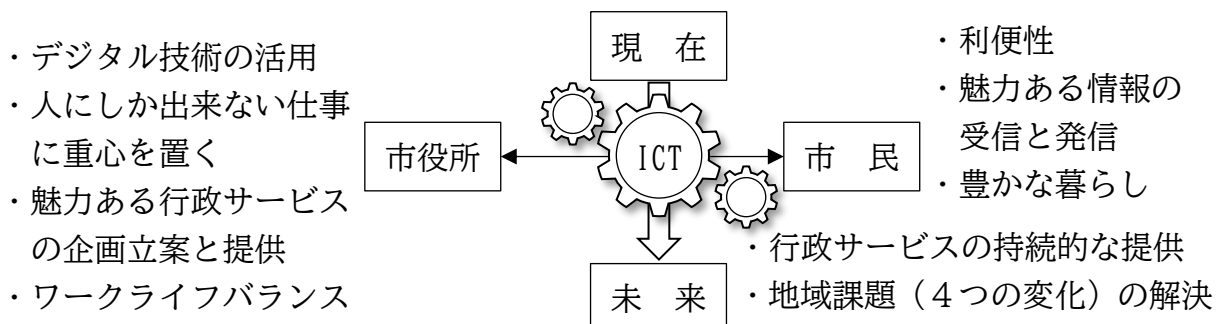 現　在
・デジタル技術の活用
・人にしか出来ない仕事
に重心を置く
・魅力ある行政サービス
の企画立案と提供
・ワークライフバランス
市役所
ICT
市　民
・利便性
・魅力ある情報の
受信と発信
・豊かな暮らし
未　来
・行政サービスの持続的な提供
・地域課題（４つの変化）の解決